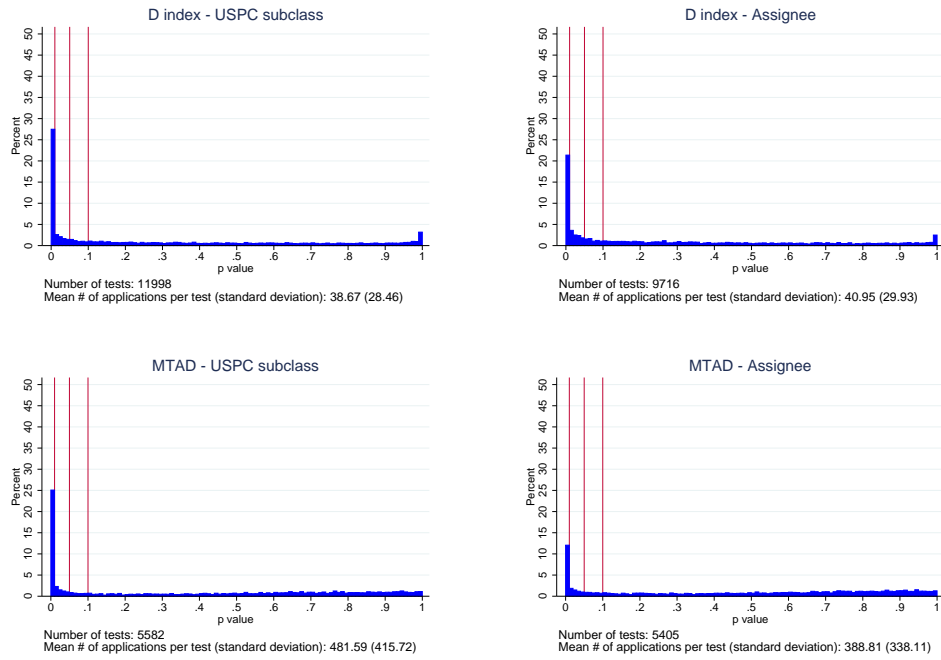 D index - USPC subclass
Percent
0 5 10 15 20 25 30 35 40 45 50
0 .1 .2 .3 .4 .5 .6 .7 .8 .9 1
p value
Number of tests: 11998
Mean # of applications per test (standard deviation): 38.67 (28.46)
D index - Assignee
Percent
0 5 10 15 20 25 30 35 40 45 50
0 .1 .2 .3 .4 .5 .6 .7 .8 .9 1
p value
Number of tests: 9716
Mean # of applications per test (standard deviation): 40.95 (29.93)
MTAD - USPC subclass
Percent
0 5 10 15 20 25 30 35 40 45 50
0 .1 .2 .3 .4 .5 .6 .7 .8 .9 1
p value
Number of tests: 5582
Mean # of applications per test (standard deviation): 481.59 (415.72)
MTAD - Assignee
Percent
0 5 10 15 20 25 30 35 40 45 50
0 .1 .2 .3 .4 .5 .6 .7 .8 .9 1
p value
Number of tests: 5405
Mean # of applications per test (standard deviation): 388.81 (338.11)